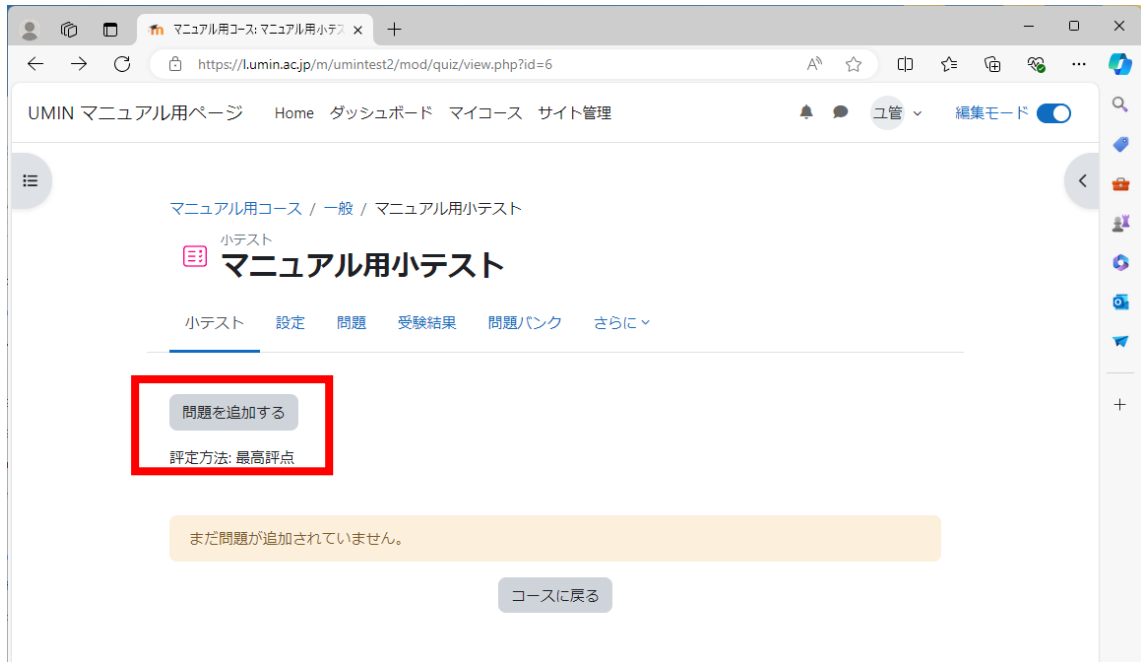 マニュアル用コース: マニュアル用小テス
https://l.umin.ac.jp/m/umintest2/mod/quiz/view.php?id=6
UMIN マニュアル用ページ Home ダッシュボード マイコース サイト管理 ユ管 編集モード
マニュアル用コース / 一般 / マニュアル用小テスト
小テスト
マニュアル用小テスト
小テスト 設定 問題 受験結果 問題バンク さらに
問題を追加する
評定方法: 最高評点
まだ問題が追加されていません。
コースに戻る